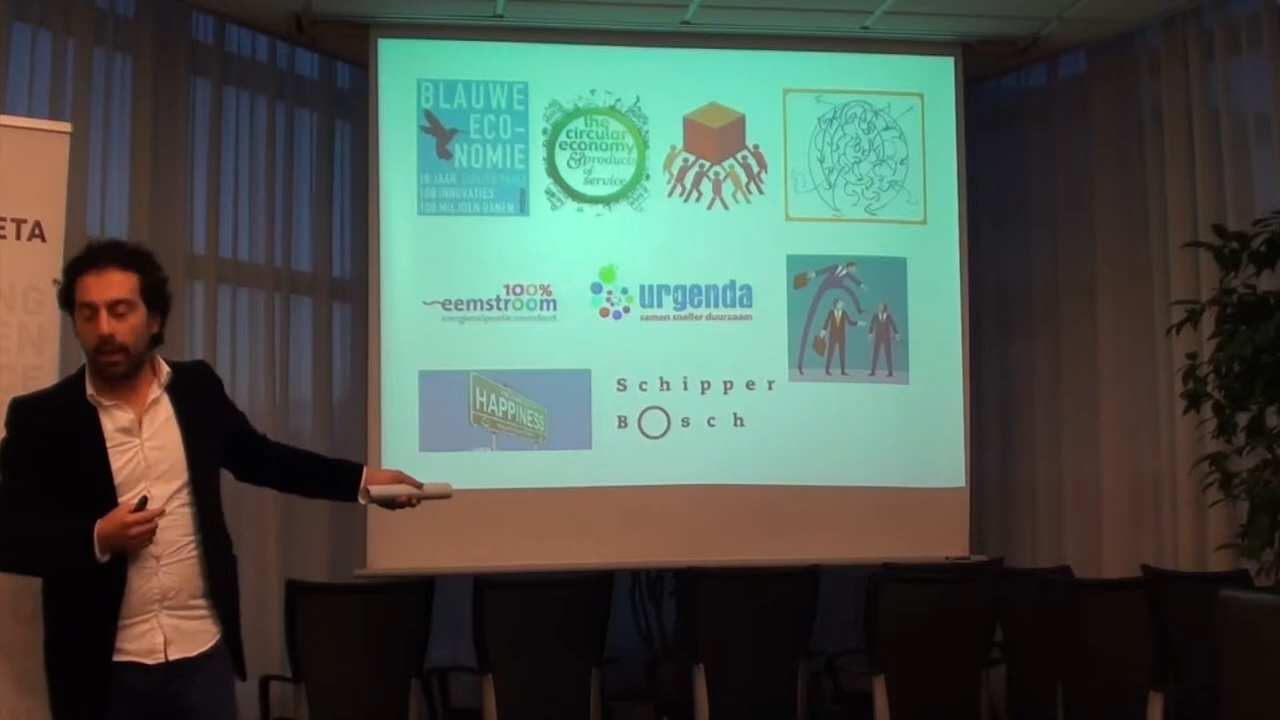 BLAUWE
ECO-
NOMIE
10 JAAR
100 INNOVATIES
100 MILJOEN BANEN
the
circular
economy
& products
of
service
100%
eemstroom
urgenda
samen sneller duurzaam
HAPPINESS
Schipper
Bosch
ETA